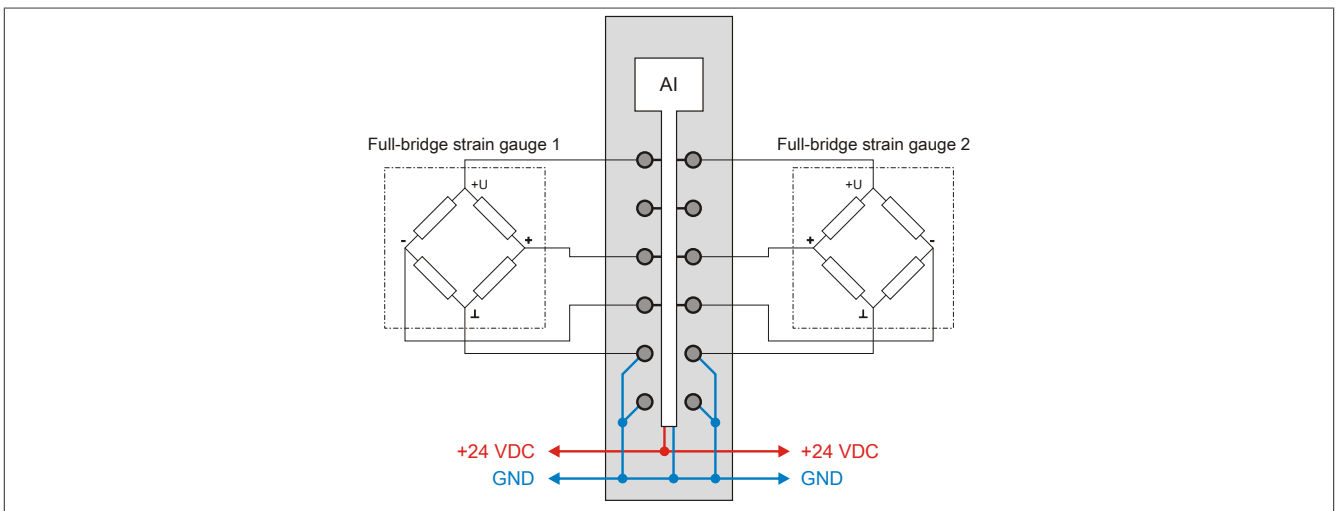 AI
Full-bridge strain gauge 1
Full-bridge strain gauge 2
+U
+U
-
+
+
-
⊥
⊥
+24 VDC
+24 VDC
GND
GND